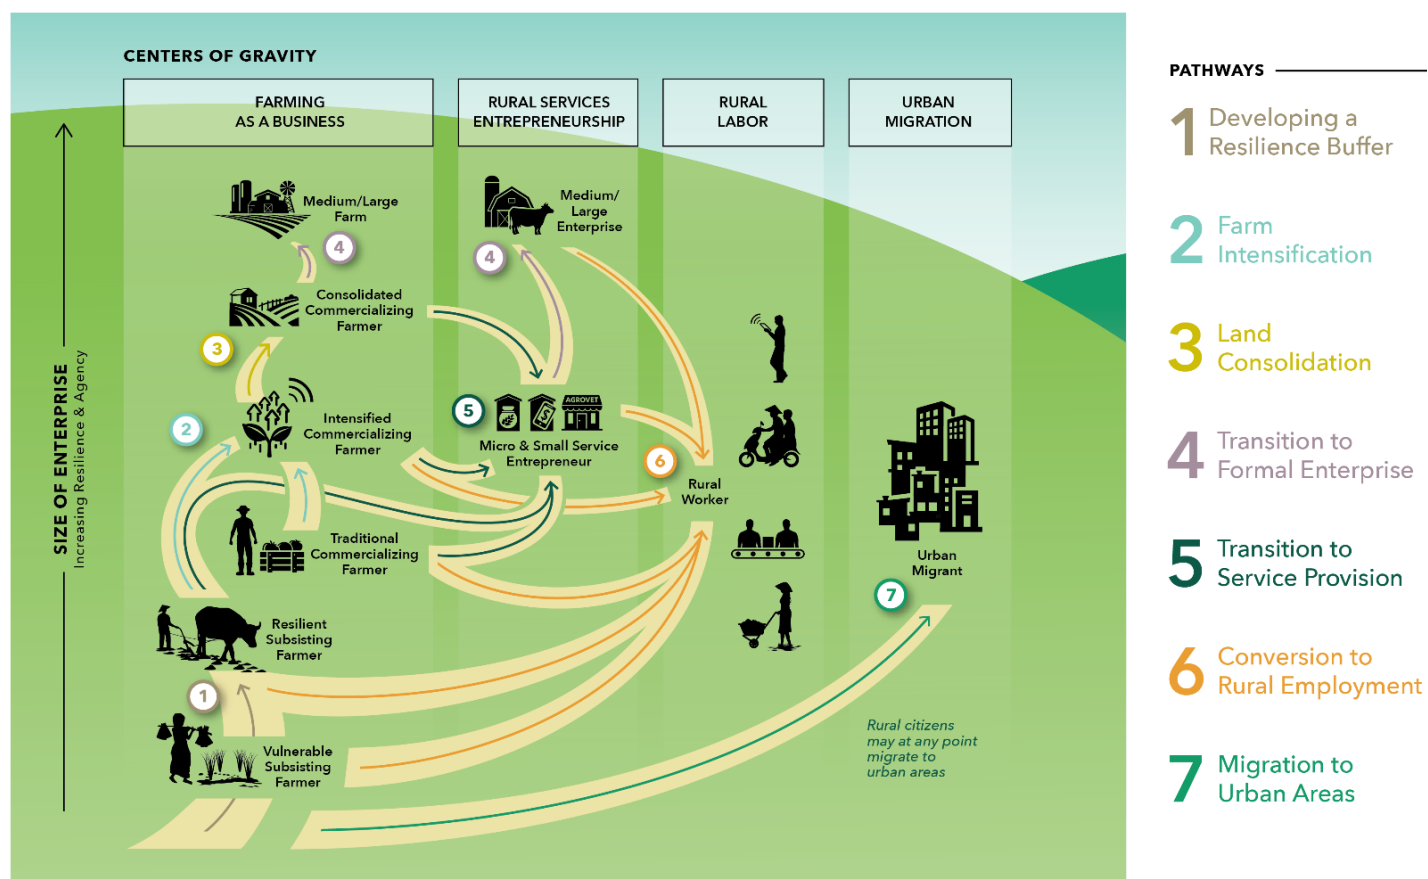 CENTERS OF GRAVITY
FARMING
AS A BUSINESS
RURAL SERVICES
ENTREPRENEURSHIP
RURAL
LABOR
URBAN
MIGRATION
SIZE OF ENTERPRISE
Increasing Resilience & Agency
Medium/Large
Farm
4
Consolidated
Commercializing
Farmer
3
Intensified
Commercializing
Farmer
2
Traditional
Commercializing
Farmer
Resilient
Subsisting
Farmer
1
Vulnerable
Subsisting
Farmer
Medium/
Large
Enterprise
4
5
AGROVET
Micro & Small Service
Entrepreneur
6
Rural
Worker
Urban
Migrant
7
Rural citizens
may at any point
migrate to
urban areas
PATHWAYS
1 Developing a
Resilience Buffer
2 Farm
Intensification
3 Land
Consolidation
4 Transition to
Formal Enterprise
5 Transition to
Service Provision
6 Conversion to
Rural Employment
7 Migration to
Urban Areas